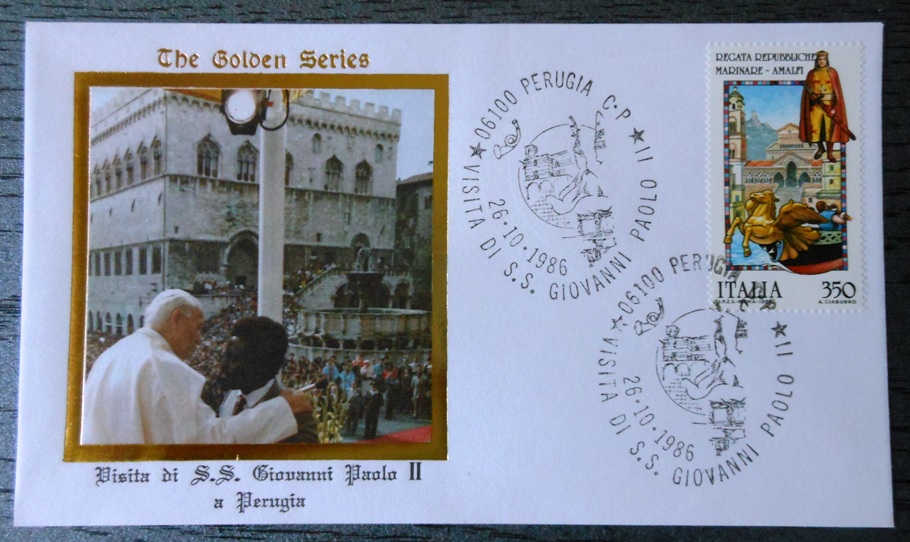 The Golden Series
Visita di S.S. Giovanni Paolo II
a Perugia
06100 PERUGIA C.P.
VISITA DI S.S. GIOVANNI PAOLO II
26·10·1986
REGATA REPUBBLICHE
MARINARE - AMALFI
ITALIA 350
06100 PERUGIA
VISITA DI S.S. GIOVANNI PAOLO II
26·10·1986